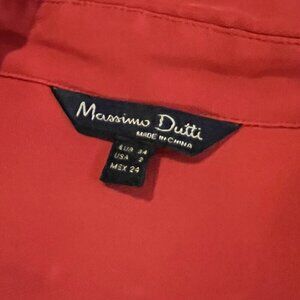 Massimo Dutti
MADE IN CHINA
EUR 34
USA 2
MEX 24